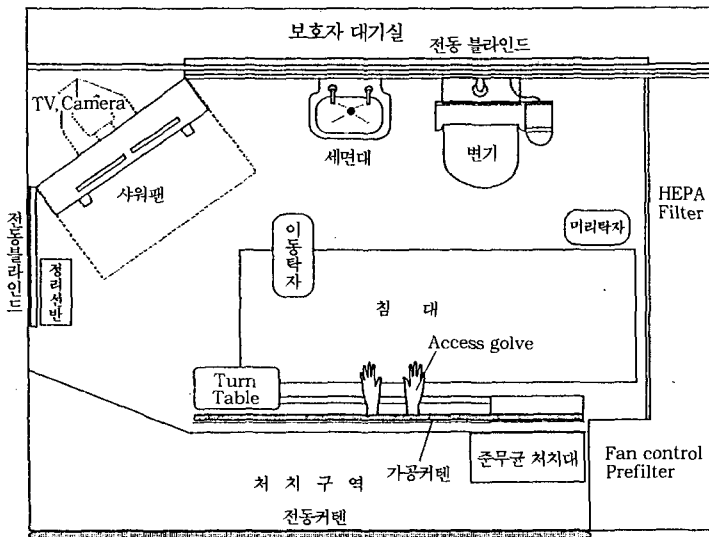 보호자 대기실
전동 블라인드
TV, Camera
세면대
변기
샤워팬
HEPA
Filter
전동블라인드
정리선반
이동탁자
머리탁자
침 대
Access golve
Turn
Table
가공커텐
준무균 처치대
Fan control
Prefilter
처 치 구 역
전동커텐